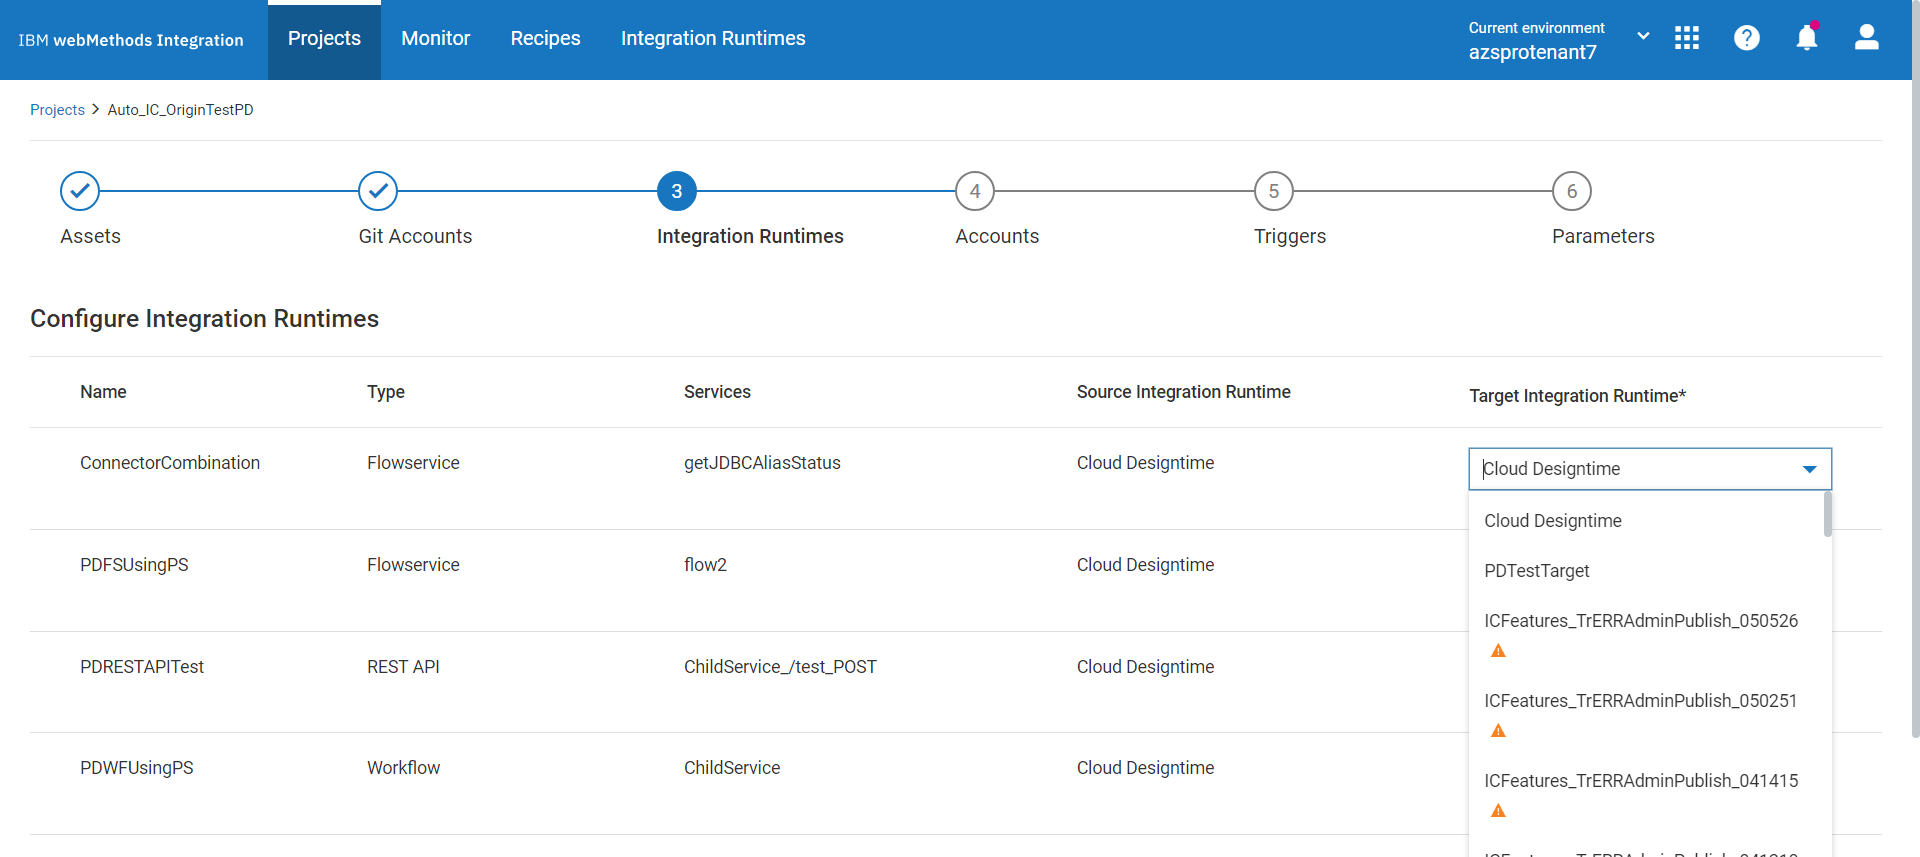 IBM webMethods Integration
Projects
Monitor
Recipes
Integration Runtimes
Current environment
azsprotenant7
Projects > Auto_IC_OriginTestPD
3
4
5
6
Assets
Git Accounts
Integration Runtimes
Accounts
Triggers
Parameters
Configure Integration Runtimes
Name
Type
Services
Source Integration Runtime
Target Integration Runtime*
ConnectorCombination
Flowservice
getJDBCAliasStatus
Cloud Designtime
Cloud Designtime
PDFSUsingPS
Flowservice
flow2
Cloud Designtime
PDRESTAPITest
REST API
ChildService_/test_POST
Cloud Designtime
PDWFUsingPS
Workflow
ChildService
Cloud Designtime
Cloud Designtime
PDTestTarget
ICFeatures_TrERRAdminPublish_050526
ICFeatures_TrERRAdminPublish_050251
ICFeatures_TrERRAdminPublish_041415